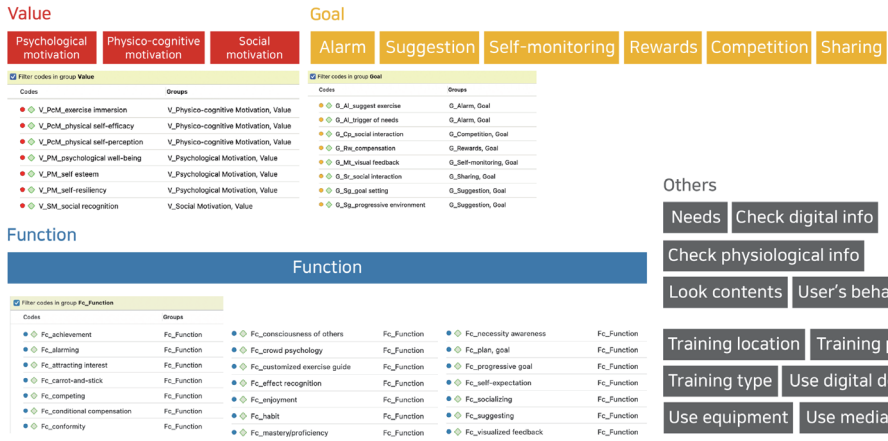 Value
Psychological motivation
Physico-cognitive motivation
Social motivation
Filter codes in group Value
Codes Groups
V_PcM_exercise immersion V_Physico-cognitive Motivation, Value
V_PcM_physical self-efficacy V_Physico-cognitive Motivation, Value
V_PcM_physical self-perception V_Physico-cognitive Motivation, Value
V_PM_psychological well-being V_Psychological Motivation, Value
V_PM_self esteem V_Psychological Motivation, Value
V_PM_self-resiliency V_Psychological Motivation, Value
V_SM_social recognition V_Social Motivation, Value
Goal
Alarm Suggestion Self-monitoring Rewards Competition Sharing
Filter codes in group Goal
Codes Groups
G_Al_suggest exercise G_Alarm, Goal
G_Al_trigger of needs G_Alarm, Goal
G_Cp_social interaction G_Competition, Goal
G_Rw_compensation G_Rewards, Goal
G_Mt_visual feedback G_Self-monitoring, Goal
G_Sr_social interaction G_Sharing, Goal
G_Sg_goal setting G_Suggestion, Goal
G_Sg_progressive environment G_Suggestion, Goal
Function
Function
Filter codes in group Fc_Function
Codes Groups
Fc_achievement Fc_Function
Fc_alarming Fc_Function
Fc_attracting interest Fc_Function
Fc_carrot-and-stick Fc_Function
Fc_competing Fc_Function
Fc_conditional compensation Fc_Function
Fc_conformity Fc_Function
Fc_consciousness of others Fc_Function
Fc_crowd psychology Fc_Function
Fc_customized exercise guide Fc_Function
Fc_effect recognition Fc_Function
Fc_enjoyment Fc_Function
Fc_habit Fc_Function
Fc_mastery/proficiency Fc_Function
Fc_necessity awareness Fc_Function
Fc_plan, goal Fc_Function
Fc_progressive goal Fc_Function
Fc_self-expectation Fc_Function
Fc_socializing Fc_Function
Fc_suggesting Fc_Function
Fc_visualized feedback Fc_Function
Others
Needs Check digital info
Check physiological info
Look contents User's beha
Training location Training
Training type Use digital d
Use equipment Use media